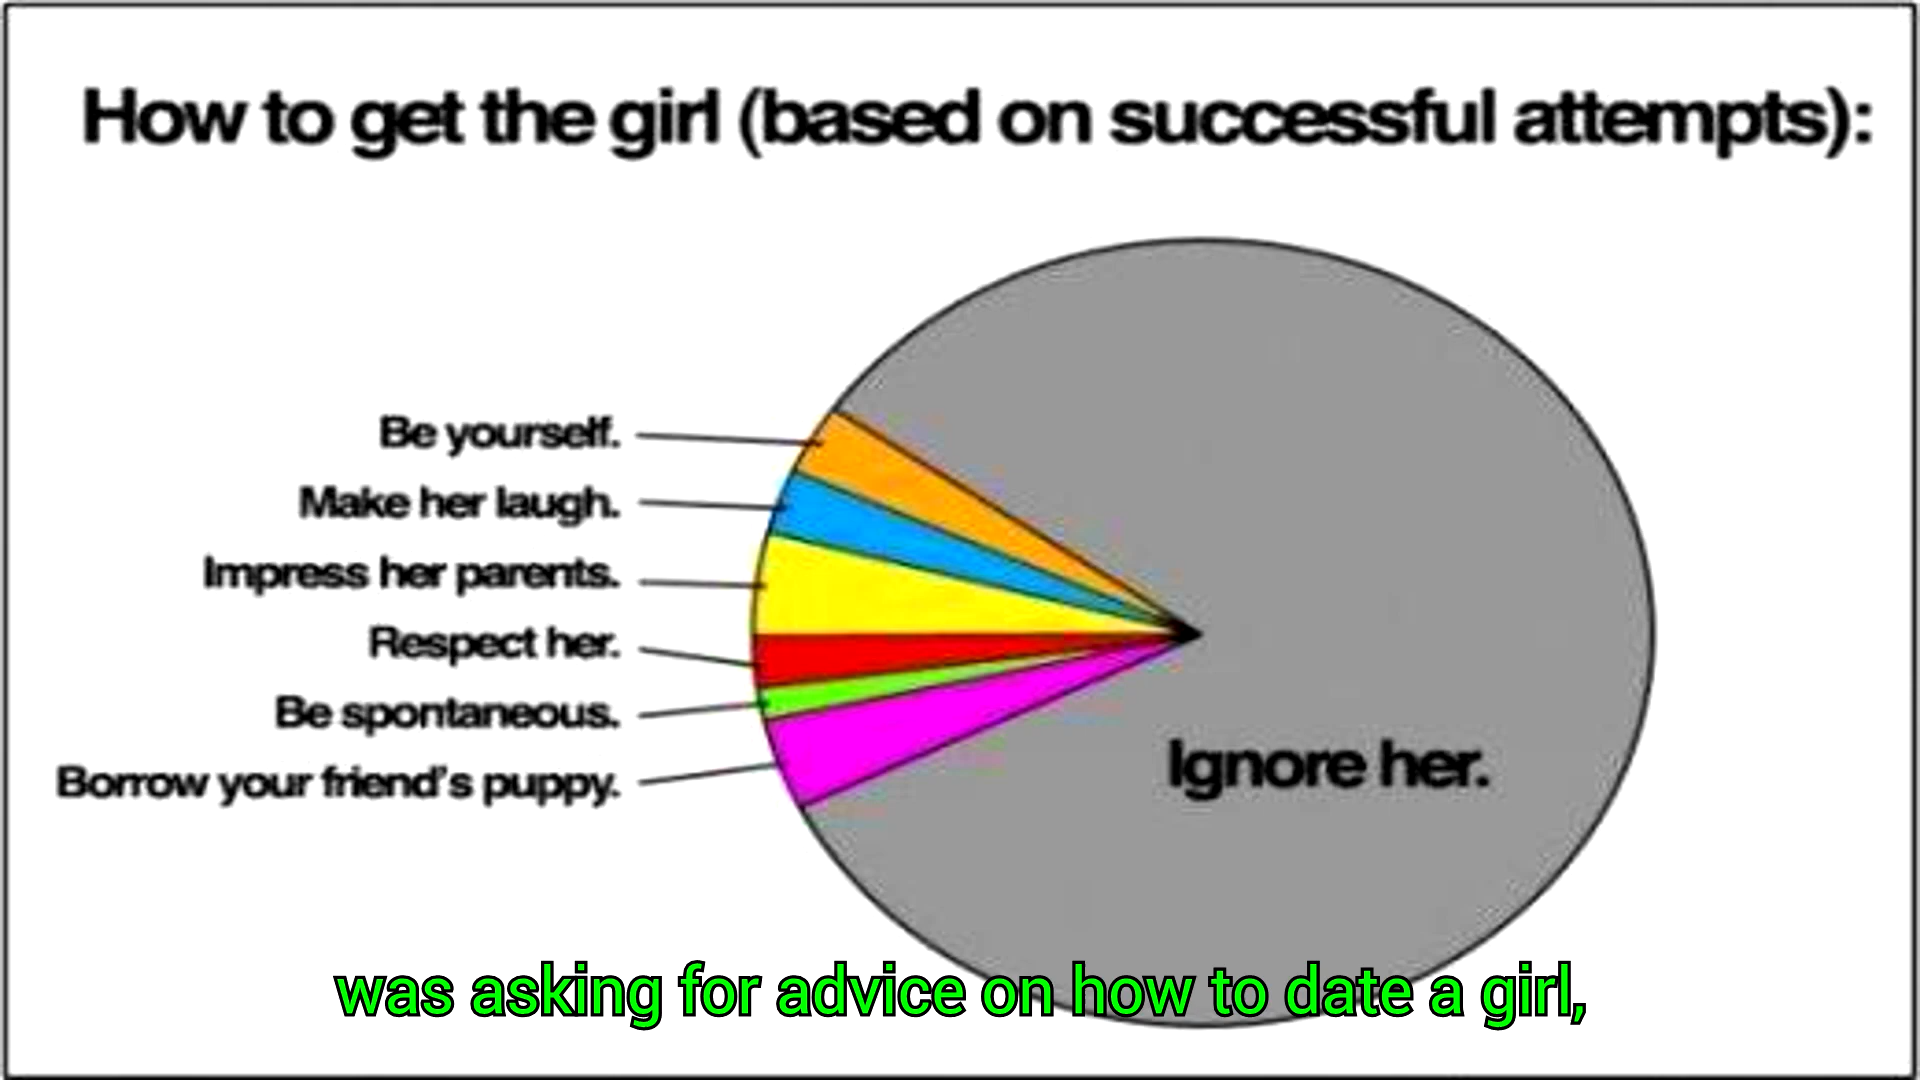 How to get the girl (based on successful attempts):
Be yourself.
Make her laugh.
Impress her parents.
Respect her.
Be spontaneous.
Borrow your friend's puppy.
Ignore her.
was asking for advice on how to date a girl,